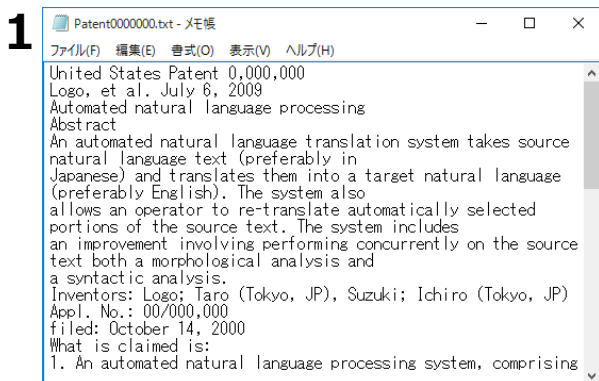 1
Patent0000000.txt - メモ帳
ファイル(F) 編集(E) 書式(O) 表示(V) ヘルプ(H)
United States Patent 0,000,000
Logo, et al. July 6, 2009
Automated natural language processing
Abstract
An automated natural language translation system takes source
natural language text (preferably in
Japanese) and translates them into a target natural language
(preferably English). The system also
allows an operator to re-translate automatically selected
portions of the source text. The system includes
an improvement involving performing concurrently on the source
text both a morphological analysis and
a syntactic analysis.
Inventors: Logo; Taro (Tokyo, JP), Suzuki; Ichiro (Tokyo, JP)
Appl. No.: 00/000,000
filed: October 14, 2000
What is claimed is:
1. An automated natural language processing system, comprising